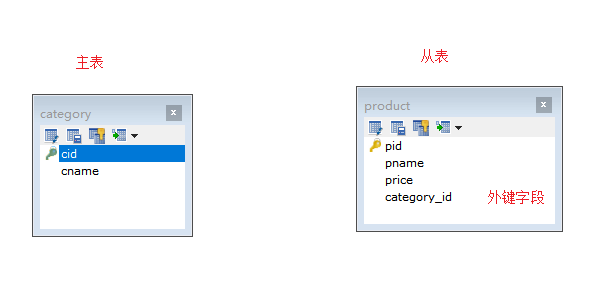 主表
从表
category
cid
cname
product
pid
pname
price
category_id
外键字段